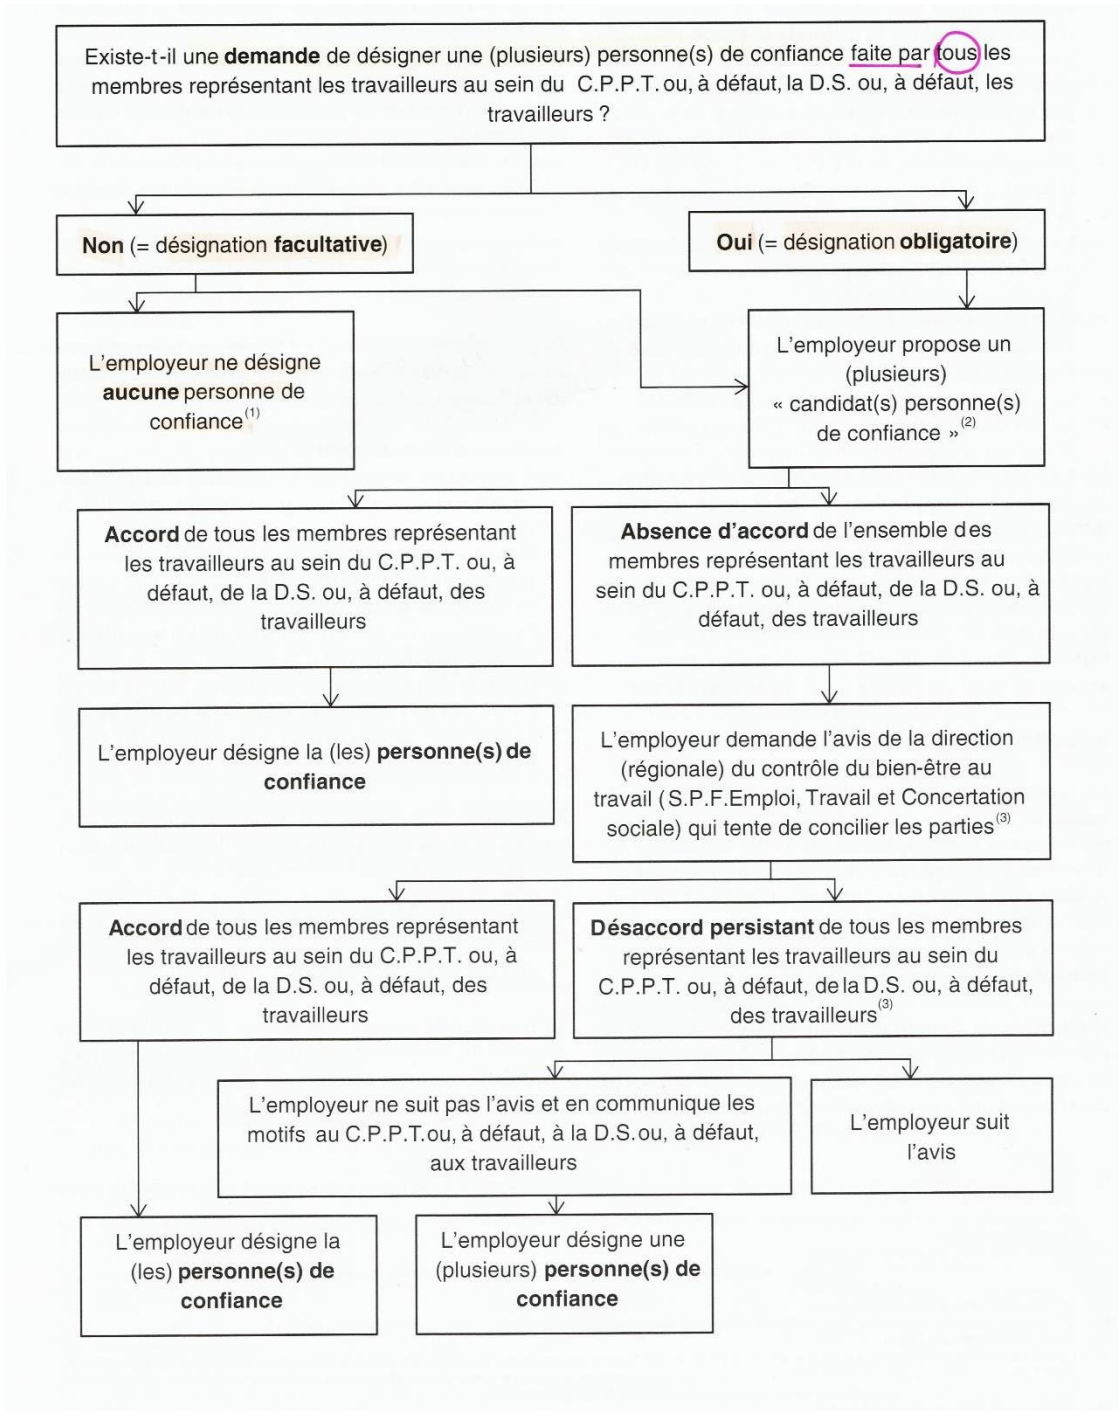 Existe-t-il une demande de désigner une (plusieurs) personne(s) de confiance faite par tous les
membres représentant les travailleurs au sein du C.P.P.T. ou, à défaut, la D.S. ou, à défaut, les
travailleurs ?
Non (= désignation facultative)
Oui (= désignation obligatoire)
L'employeur ne désigne
aucune personne de
confiance(1)
L'employeur propose un
(plusieurs)
« candidat(s) personne(s)
de confiance »(2)
Accord de tous les membres représentant
les travailleurs au sein du C.P.P.T. ou, à
défaut, de la D.S. ou, à défaut, des
travailleurs
Absence d'accord de l'ensemble des
membres représentant les travailleurs au
sein du C.P.P.T. ou, à défaut, de la D.S. ou, à
défaut, des travailleurs
L'employeur désigne la (les) personne(s) de
confiance
L'employeur demande l'avis de la direction
(régionale) du contrôle du bien-être au
travail (S.P.F.Emploi, Travail et Concertation
sociale) qui tente de concilier les parties(3)
Accord de tous les membres représentant
les travailleurs au sein du C.P.P.T. ou, à
défaut, de la D.S. ou, à défaut, des
travailleurs
Désaccord persistant de tous les membres
représentant les travailleurs au sein du
C.P.P.T. ou, à défaut, de la D.S. ou, à défaut,
des travailleurs(3)
L'employeur ne suit pas l'avis et en communique les
motifs au C.P.P.T. ou, à défaut, à la D.S. ou, à défaut,
aux travailleurs
L'employeur suit
l'avis
L'employeur désigne la
(les) personne(s) de
confiance
L'employeur désigne une
(plusieurs) personne(s) de
confiance